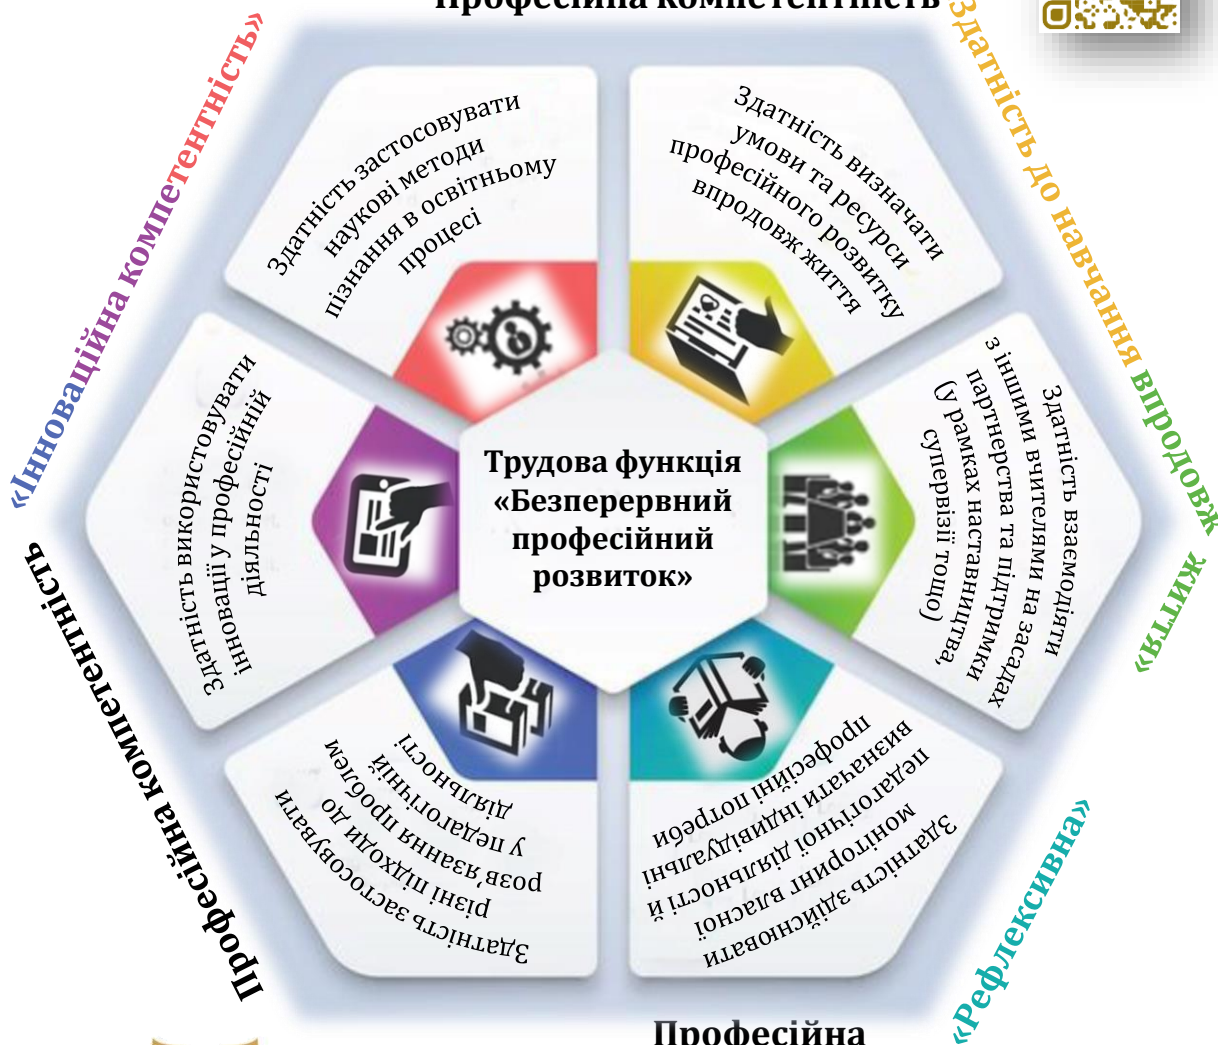 Професійна компетентність
«Інноваційна компетентність»
Здатність до навчання впродовж життя»
Здатність застосовувати
наукові методи
пізнання в освітньому
процесі
Здатність визначати
умови та ресурси
професійного розвитку
впродовж життя
Здатність використовувати
інновації у професійній
діяльності
Трудова функція
«Безперервний
професійний
розвиток»
Здатність взаємодіяти
з іншими вчителями на засадах
партнерства та підтримки
(у рамках наставництва,
супервізії тощо)
Професійна компетентність
Здатність застосовувати
різні підходи до
розв’язання проблем
у педагогічній
діяльності
Здатність здійснювати
моніторинг власної
педагогічної діяльності й
визначати індивідуальні
професійні потреби
«Рефлексивна»
Професійна